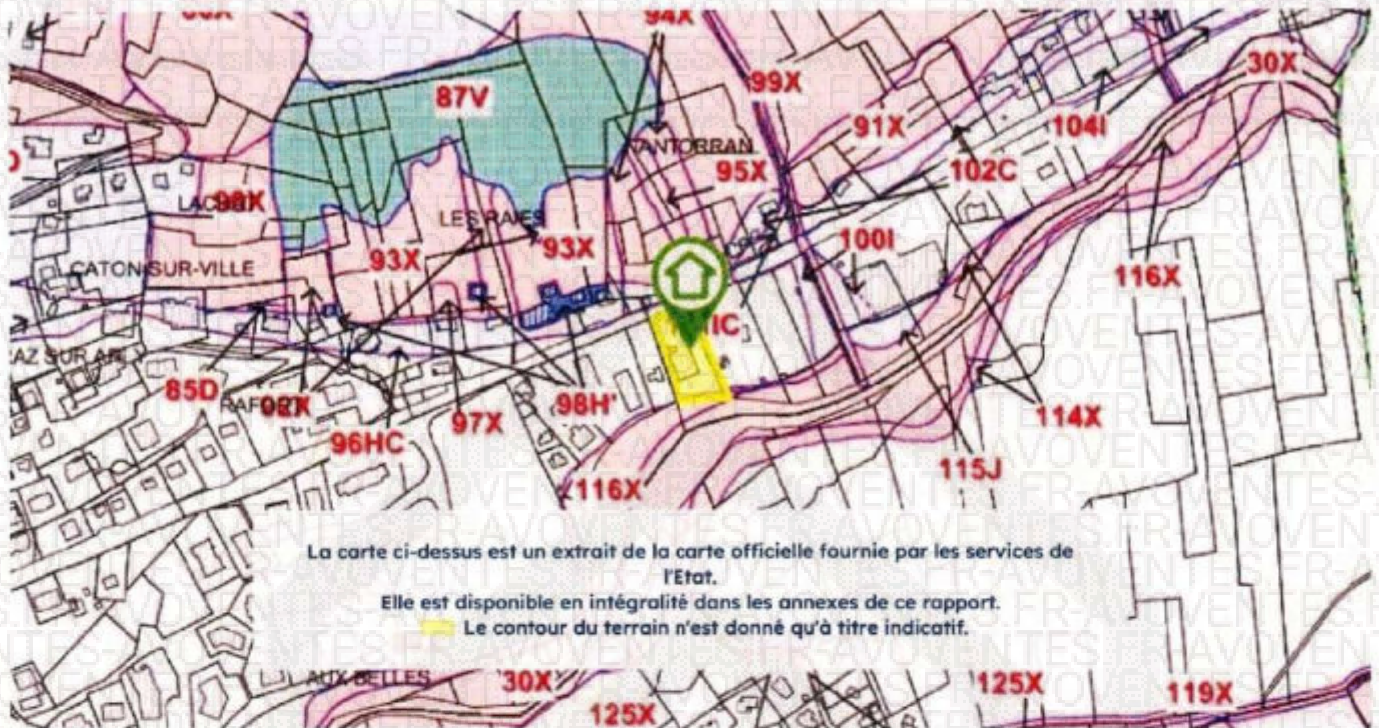 94X
87V
99X
30X
91X
104I
ANTORRAN
95X
102C
LES RAIES
93X
93X
100I
116X
CATON-SUR-VILLE
IC
85D
97X
98H'
96HC
114X
115J
116X
La carte ci-dessus est un extrait de la carte officielle fournie par les services de
l'Etat.
Elle est disponible en intégralité dans les annexes de ce rapport.
Le contour du terrain n'est donné qu'à titre indicatif.
AUX BELLES
30X
125X
119X
125X